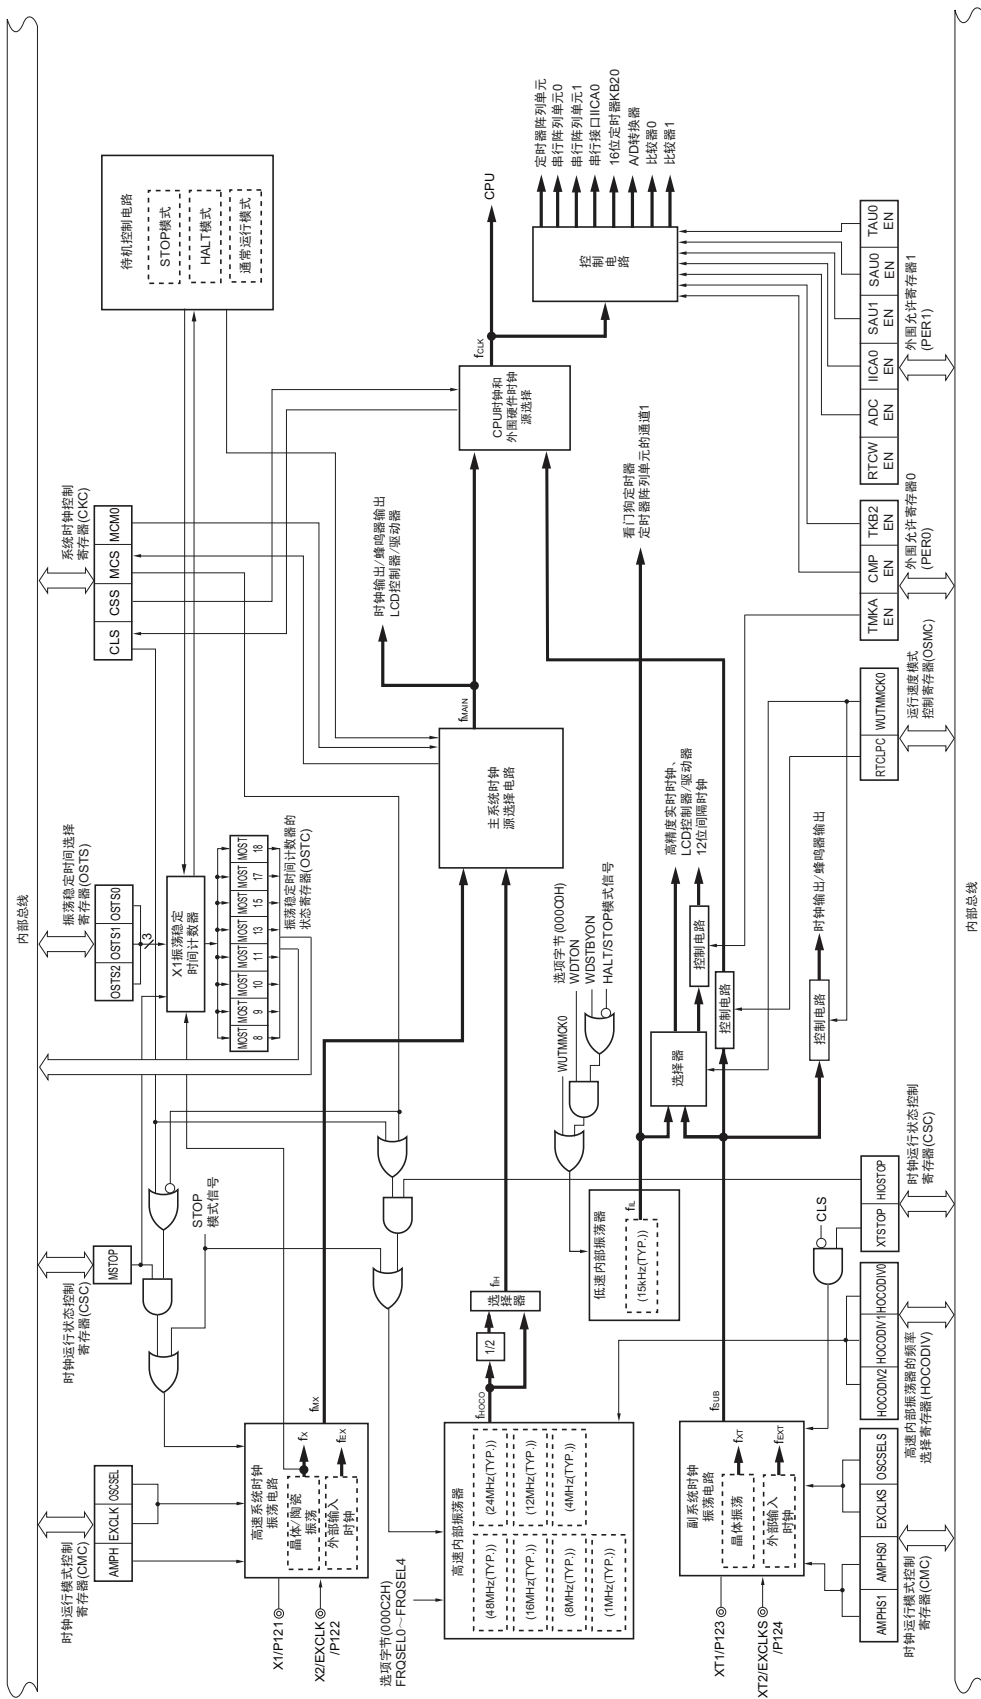 内部总线
时钟运行模式控制
寄存器(CMC)
AMPH
EXCLK
OSCSEL
时钟运行状态控制
寄存器(CSC)
MSTOP
振荡稳定时间选择
寄存器(OSTS)
OSTS2
OSTS1
OSTS0
3
系统时钟控制
寄存器(CKC)
CLS
CSS
MCS
MCM0
待机控制电路
STOP模式
HALT模式
通常运行模式
STOP
模式信号
X1振荡稳定
时间计数器
MOST
8
MOST
9
MOST
10
MOST
11
MOST
13
MOST
15
MOST
17
MOST
18
振荡稳定时间计数器的
状态寄存器(OSTC)
X1/P121
X2/EXCLK
/P122
高速系统时钟
振荡电路
晶体/陶瓷
振荡
外部输入
时钟
fX
fEX
fMX
选项字节(000C2H)
FRQSEL0～FRQSEL4
高速内部振荡器
(48MHz(TYP.))
(24MHz(TYP.))
(16MHz(TYP.))
(12MHz(TYP.))
(8MHz(TYP.))
(4MHz(TYP.))
(1MHz(TYP.))
fHOCO
1/2
选择器
fIH
主系统时钟
源选择电路
fMAIN
时钟输出/蜂鸣器输出
LCD控制器/驱动器
CPU时钟和
外围硬件时钟
源选择
fCLK
CPU
控制
电路
定时器阵列单元
串行阵列单元0
串行阵列单元1
串行接口IICA0
16位定时器KB20
A/D转换器
比较器0
比较器1
选项字节(000C0H)
WDTON
WDSTBYON
HALT/STOP模式信号
WUTMMCK0
低速内部振荡器
(15kHz(TYP.))
fIL
看门狗定时器
定时器阵列单元的通道1
选择器
控制电路
高精度实时时钟、
LCD控制器/驱动器
12位间隔时钟
控制电路
控制电路
时钟输出/蜂鸣器输出
XT1/P123
XT2/EXCLKS
/P124
副系统时钟
振荡电路
晶体振荡
外部输入
时钟
fXT
fEXT
fSUB
CLS
AMPHS1
AMPHS0
EXCLKS
OSCSELS
时钟运行模式控制
寄存器(CMC)
HOCODIV2
HOCODIV1
HOCODIV0
高速内部振荡器的频率
选择寄存器(HOCODIV)
XTSTOP
HIOSTOP
时钟运行状态控制
寄存器(CSC)
RTCLPC
WUTMMCK0
运行速度模式
控制寄存器(OSMC)
TMKA
EN
CMP
EN
TKB2
EN
外围允许寄存器0
(PER0)
RTCW
EN
ADC
EN
IICA0
EN
SAU1
EN
SAU0
EN
TAU0
EN
外围允许寄存器1
(PER1)
内部总线